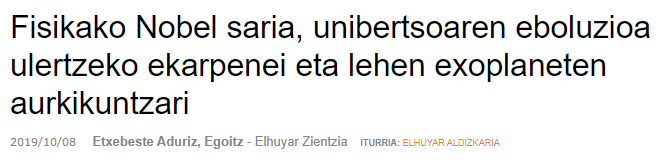 Fisikako Nobel saria, unibertsoaren eboluzioa
ulertzeko ekarpenei eta lehen exoplaneten
aurkikuntzari
2019/10/08 Etxebeste Aduriz, Egoitz - Elhuyar Zientzia ITURRIA: ELHUYAR ALDIZKARIA